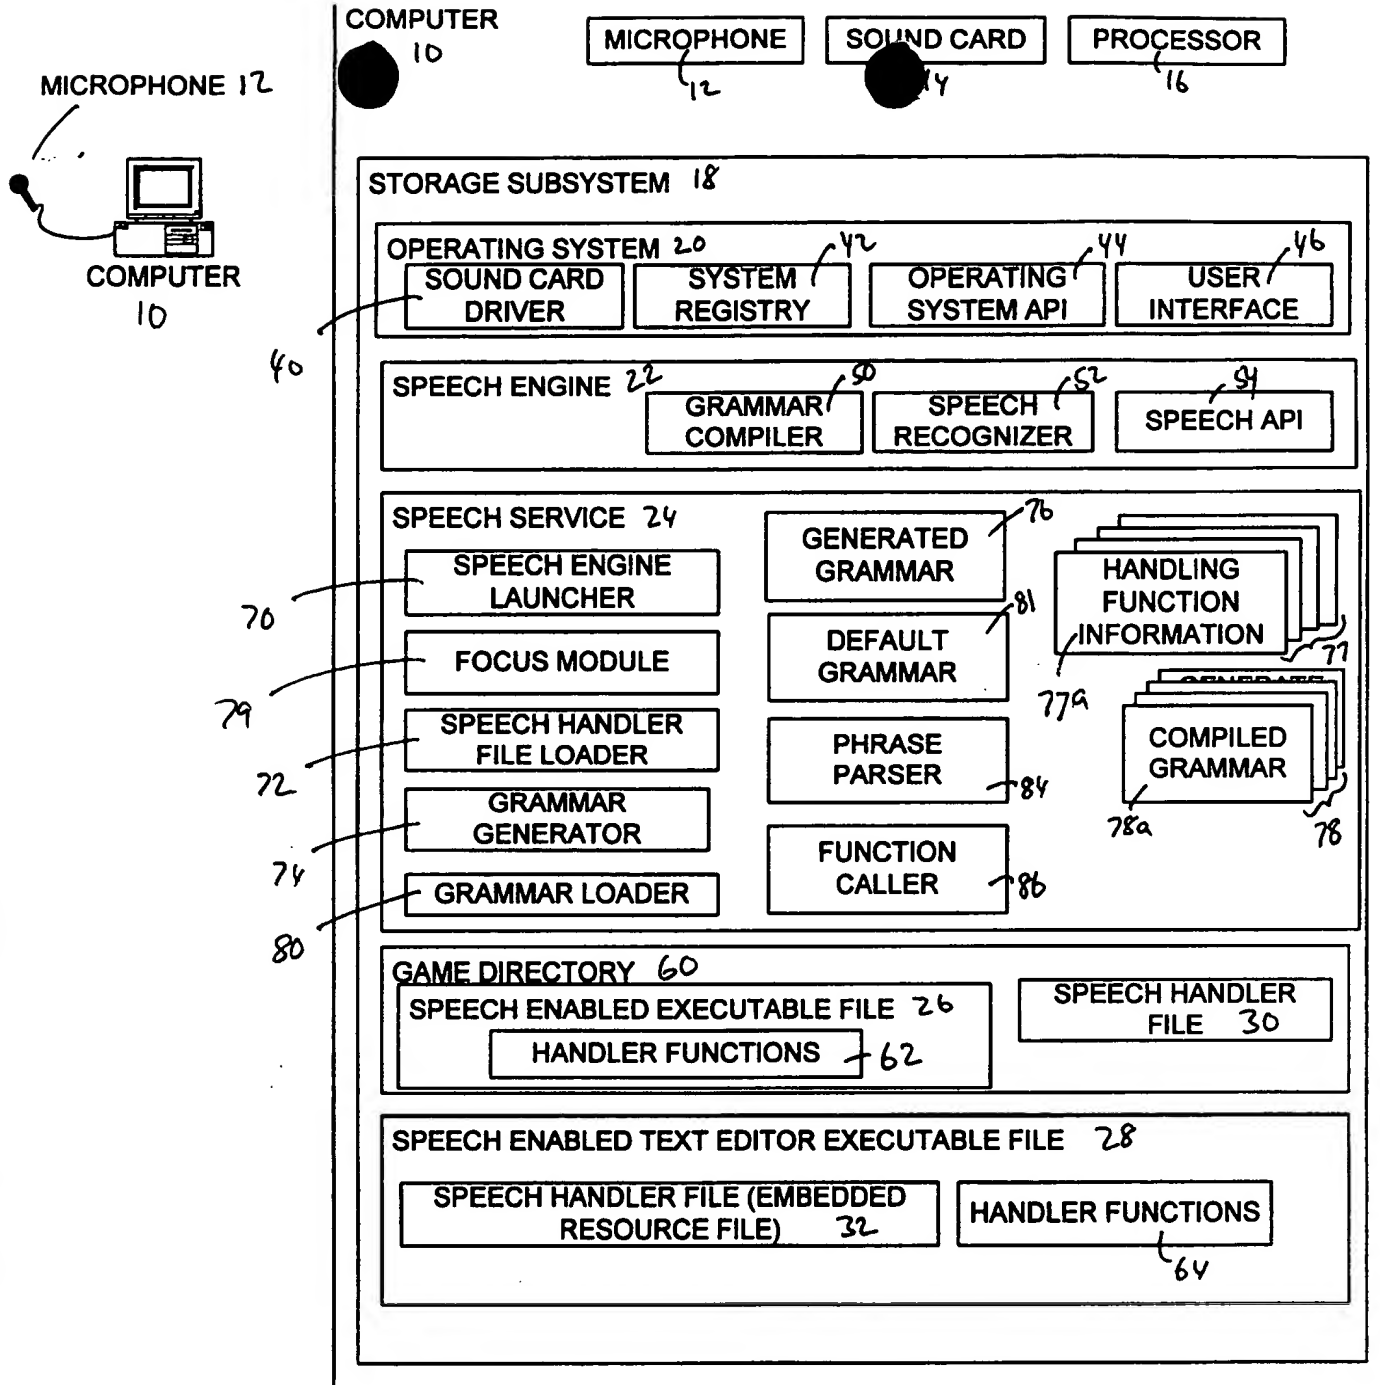 COMPUTER
10
MICROPHONE
12
SOUND CARD
14
PROCESSOR
16
MICROPHONE 12
COMPUTER
10
STORAGE SUBSYSTEM 18
OPERATING SYSTEM 20
SOUND CARD
DRIVER
40
SYSTEM
REGISTRY
42
OPERATING
SYSTEM API
44
USER
INTERFACE
46
SPEECH ENGINE 22
GRAMMAR
COMPILER
50
SPEECH
RECOGNIZER
52
SPEECH API
54
SPEECH SERVICE 24
SPEECH ENGINE
LAUNCHER
70
FOCUS MODULE
79
SPEECH HANDLER
FILE LOADER
72
GRAMMAR
GENERATOR
74
GRAMMAR LOADER
80
GENERATED
GRAMMAR
76
DEFAULT
GRAMMAR
81
PHRASE
PARSER
84
FUNCTION
CALLER
86
HANDLING
FUNCTION
INFORMATION
77
77a
COMPILED
GRAMMAR
78a
78
GAME DIRECTORY 60
SPEECH ENABLED EXECUTABLE FILE 26
HANDLER FUNCTIONS
62
SPEECH HANDLER
FILE 30
SPEECH ENABLED TEXT EDITOR EXECUTABLE FILE 28
SPEECH HANDLER FILE (EMBEDDED
RESOURCE FILE) 32
HANDLER FUNCTIONS
64